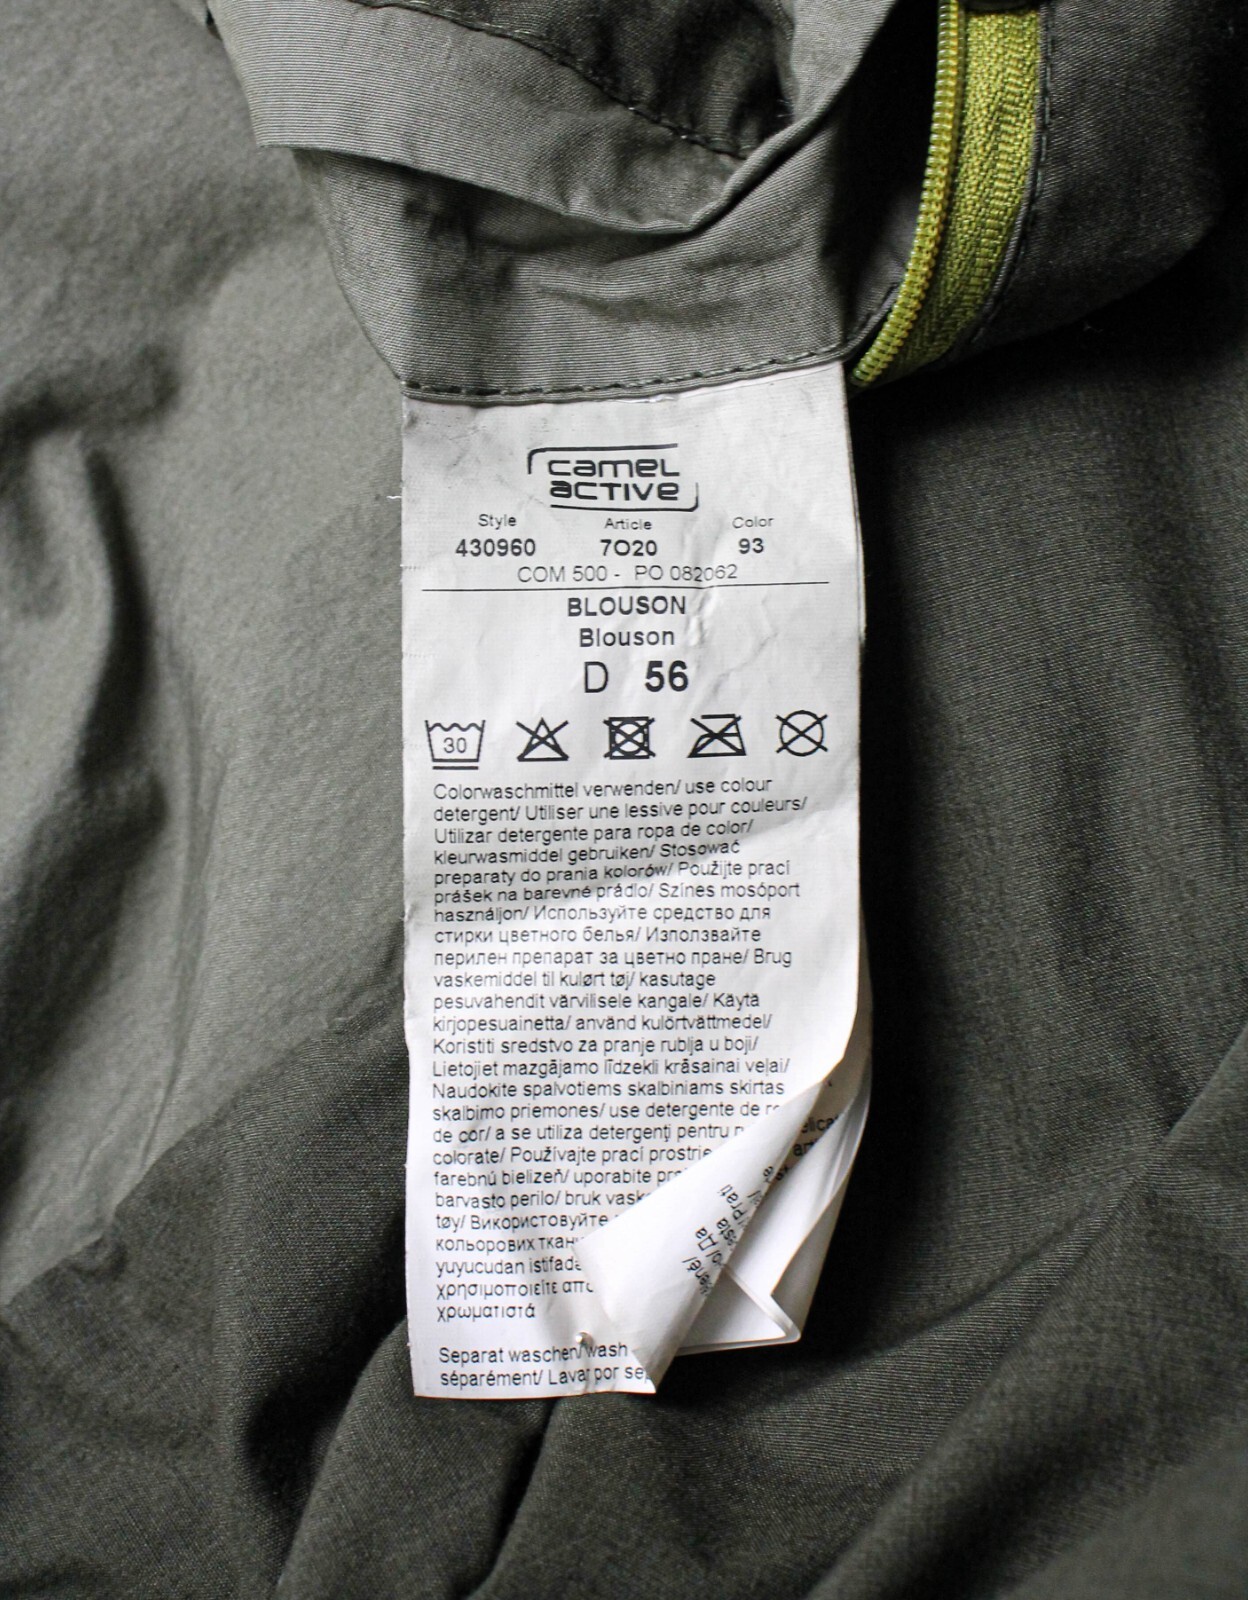 camel
active
Style Article Color
430960 7O20 93
COM 500 - PO 082062
BLOUSON
Blouson
D 56
30
Colorwaschmittel verwenden/ use colour
detergent/ Utiliser une lessive pour couleurs/
Utilizar detergente para ropa de color/
kleurwasmiddel gebruiken/ Stosować
preparaty do prania kolorów/ Použijte prací
prášek na barevné prádlo/ Színes mosóport
használjon/ Используйте средство для
стирки цветного белья/ Използвайте
перилен препарат за цветно пране/ Brug
vaskemiddel til kulørt tøj/ kasutage
pesuvahendit värvilisele kangale/ Käytä
kirjopesuainetta/ använd kulörtvättmedel/
Koristiti sredstvo za pranje rublja u boji/
Lietojiet mazgājamo līdzekli krāsainai veļai/
Naudokite spalvotiems skalbiniams skirtas
skalbimo priemones/ use detergente de
de cor/ a se utiliza detergenţi pentru
colorate/ Používajte prací
farebnú bielizeň/ uporabite
barvasto perilo/ bruk
tøy/ Використовуйте
кольорових
yuyucudan
χρησιμοποιείτε
χρωματιστά
Separat waschen/ wash
séparément/ Lavar por